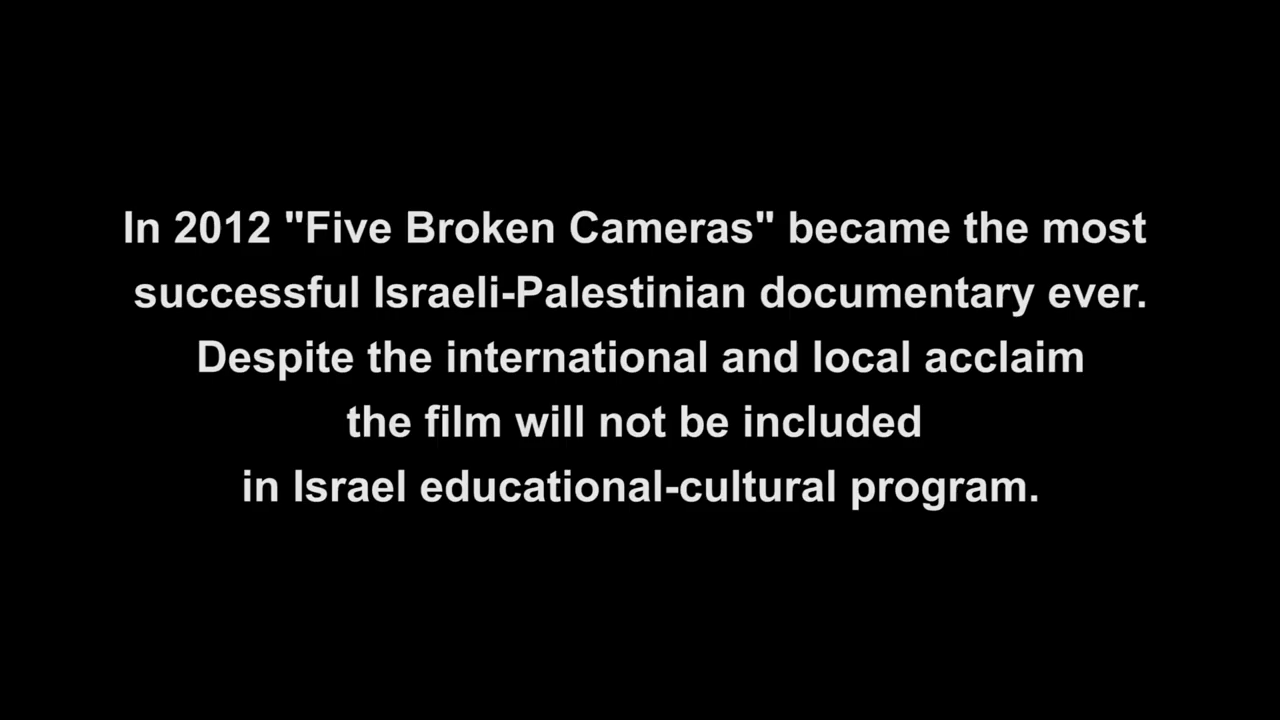 In 2012 "Five Broken Cameras" became the most
successful Israeli-Palestinian documentary ever.
Despite the international and local acclaim
the film will not be included
in Israel educational-cultural program.